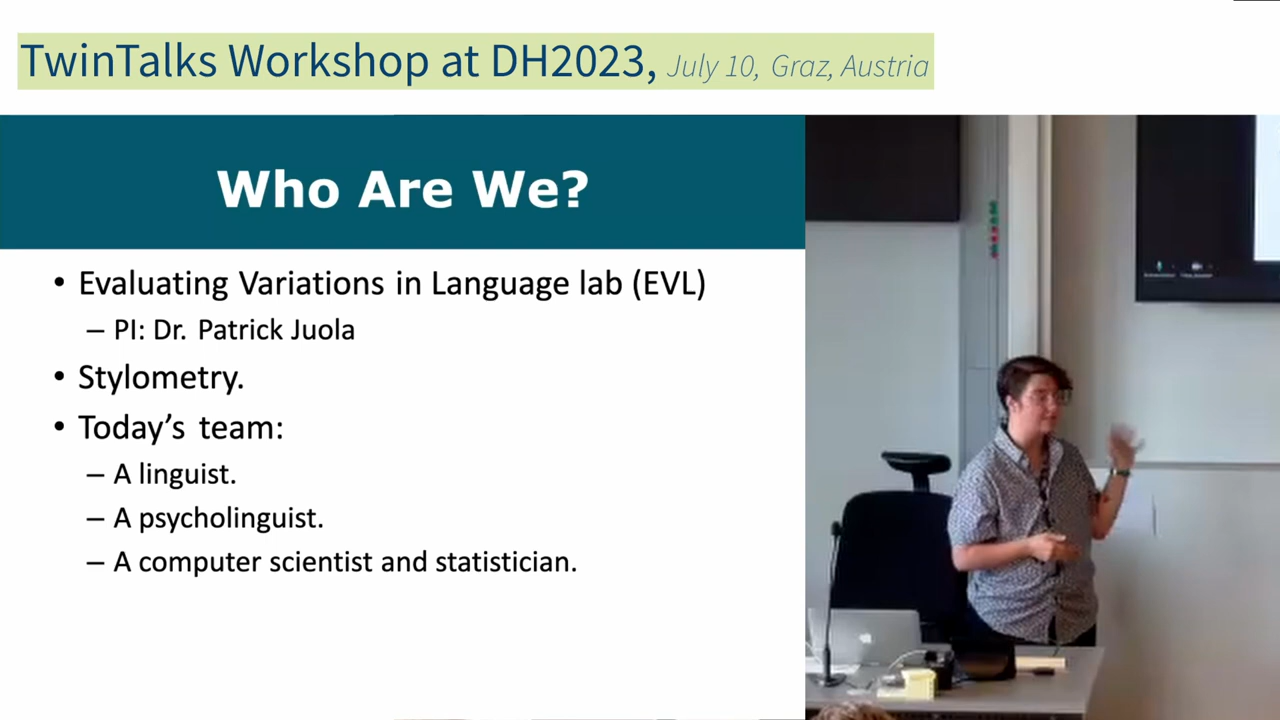 TwinTalks Workshop at DH2023, July 10, Graz, Austria
Who Are We?
• Evaluating Variations in Language lab (EVL)
– PI: Dr. Patrick Juola
• Stylometry.
• Today's team:
– A linguist.
– A psycholinguist.
– A computer scientist and statistician.